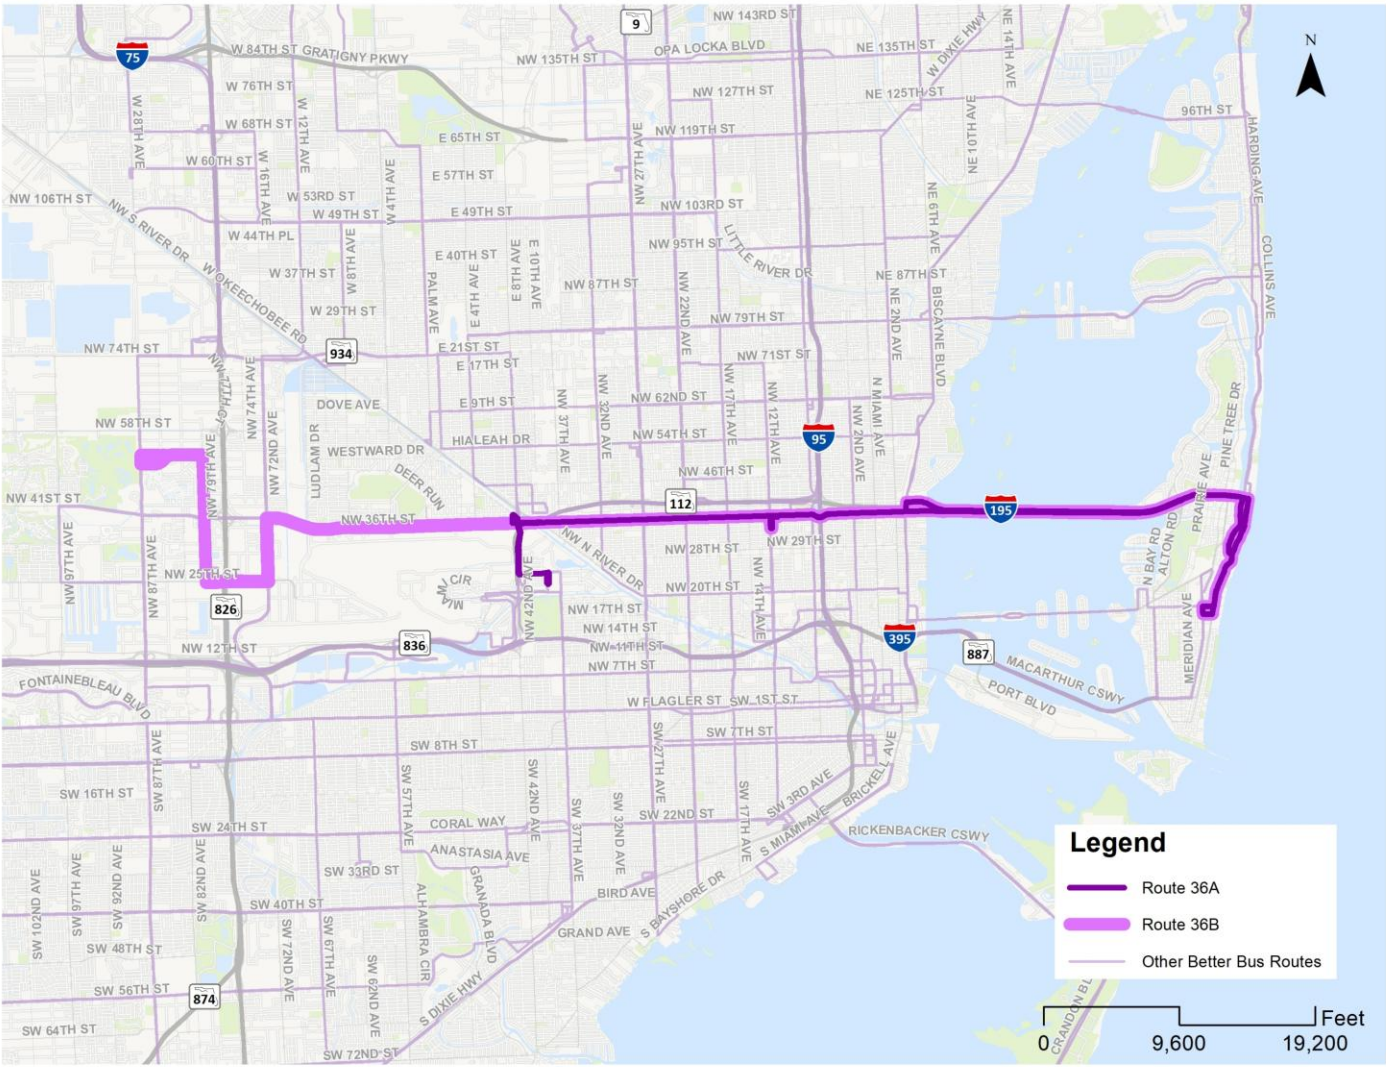 NW 143RD ST
9
N
W 84TH ST GRATIGNY PKWY
75
NW 135TH ST
OPA LOCKA BLVD
NE 135TH ST
W DIXIE HWY
NE 14TH AVE
W 76TH ST
NW 127TH ST
NE 125TH ST
W 28TH AVE
W 12TH AVE
W 68TH ST
E 65TH ST
NW 119TH ST
96TH ST
W 60TH ST
W 16TH AVE
W 4TH AVE
E 57TH ST
NW 27TH AVE
NE 10TH AVE
HARDING AVE
NW 106TH ST
NW S RIVER DR
W 53RD ST
W 49TH ST
E 49TH ST
NW 103RD ST
NE 6TH AVE
W 44TH PL
W 8TH AVE
E 40TH ST
E 8TH AVE
E 10TH AVE
NW 95TH ST
LITTLE RIVER DR
COLLINS AVE
W OKEECHOBEE RD
W 37TH ST
PALM AVE
E 4TH AVE
NW 87TH ST
NW 22ND AVE
NE 87TH ST
NE 2ND AVE
BISCAYNE BLVD
W 29TH ST
NW 79TH ST
NW 74TH ST
934
E 21ST ST
E 17TH ST
NW 71ST ST
NW 77TH CT
NW 74TH AVE
NW 37TH AVE
NW 32ND AVE
NW 17TH AVE
NW 12TH AVE
N MIAMI AVE
PINE TREE DR
DOVE AVE
E 9TH ST
NW 62ND ST
NW 2ND AVE
NW 58TH ST
NW 79TH AVE
NW 72ND AVE
LUDLAM DR
WESTWARD DR
HIALEAH DR
NW 54TH ST
95
PRAIRIE AVE
DEER RUN
NW 46TH ST
NW 41ST ST
112
NW 36TH ST
195
N BAY RD
ALTON RD
NW 97TH AVE
NW 87TH AVE
NW N RIVER DR
NW 28TH ST
NW 29TH ST
NW 25TH ST
MIAMI CIR
NW 42ND AVE
NW 20TH ST
NW 14TH AVE
826
NW 17TH ST
MERIDIAN AVE
NW 14TH ST
395
NW 12TH ST
836
NW 11TH ST
887
NW 7TH ST
MACARTHUR CSWY
FONTAINEBLEAU BLVD
PORT BLVD
W FLAGLER ST
SW 1ST ST
SW 8TH ST
SW 27TH AVE
SW 7TH ST
SW 87TH AVE
SW 57TH AVE
SW 42ND AVE
SW 3RD AVE
BRICKELL AVE
SW 16TH ST
SW 37TH AVE
SW 32ND AVE
SW 17TH AVE
SW 24TH ST
CORAL WAY
SW 22ND ST
S MIAMI AVE
RICKENBACKER CSWY
Legend
ANASTASIA AVE
SW 102ND AVE
SW 97TH AVE
SW 92ND AVE
SW 82ND AVE
SW 33RD ST
ALHAMBRA CIR
GRANADA BLVD
BIRD AVE
S BAYSHORE DR
Route 36A
SW 40TH ST
Route 36B
SW 48TH ST
SW 72ND AVE
SW 67TH AVE
GRAND AVE
Other Better Bus Routes
SW 56TH ST
874
SW 62ND AVE
S DIXIE HWY
CRANDON BL
SW 64TH ST
Feet
SW 72ND ST
0
9,600
19,200